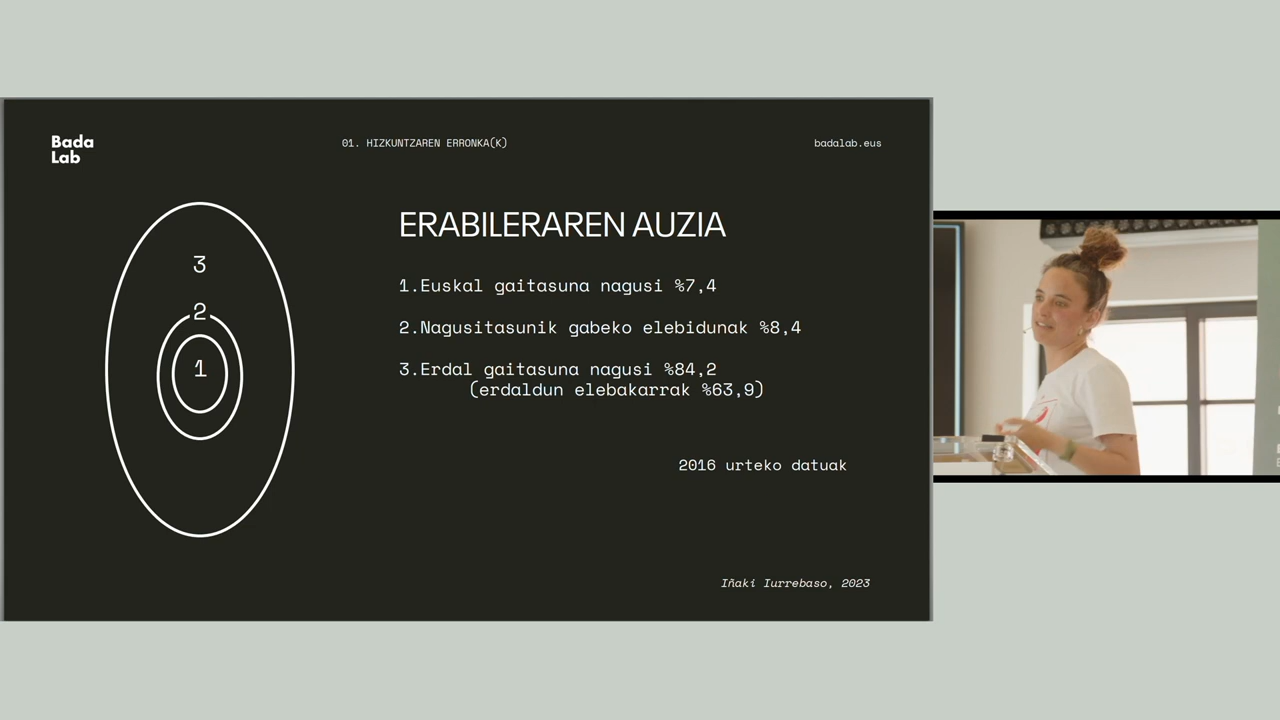 Bada
Lab
01. HIZKUNTZAREN ERRONKA(K)
badalab.eus
3
2
1
ERABILERAREN AUZIA
1.Euskal gaitasuna nagusi %7,4
2.Nagusitasunik gabeko elebidunak %8,4
3.Erdal gaitasuna nagusi %84,2
(erdaldun elebakarrak %63,9)
2016 urteko datuak
Iñaki Iurrebaso, 2023